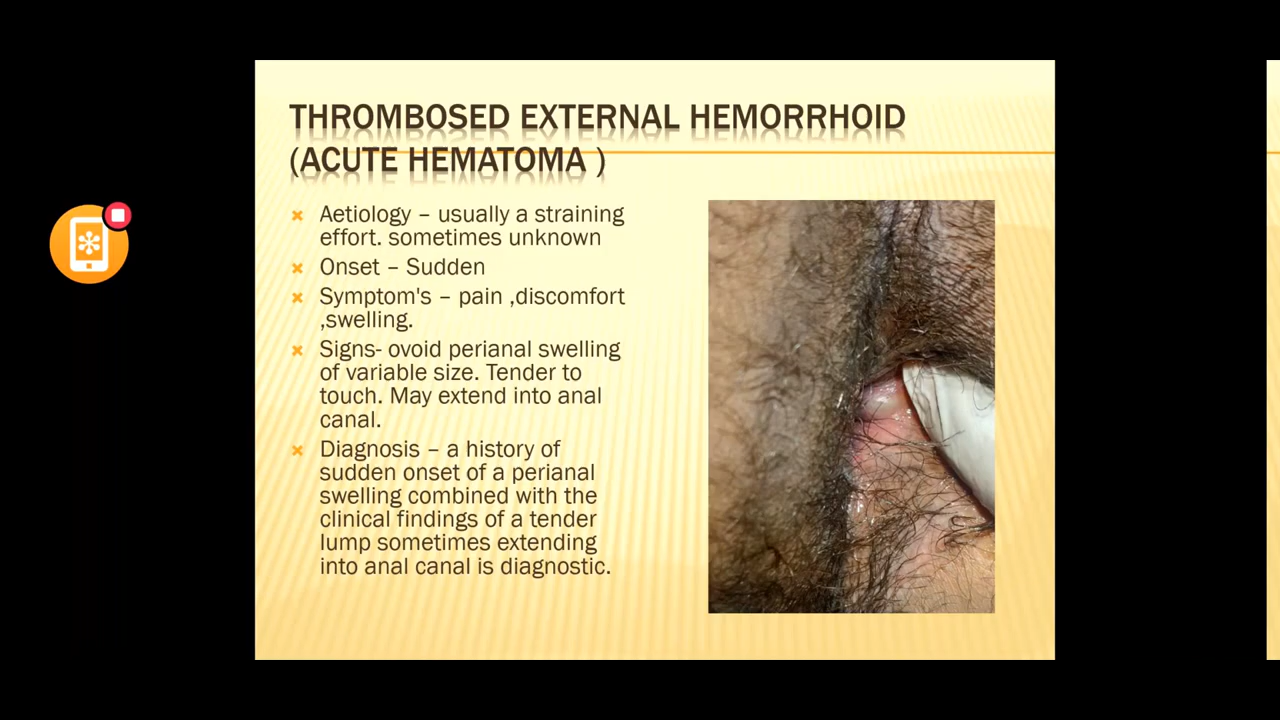 THROMBOSED EXTERNAL HEMORRHOID
(ACUTE HEMATOMA )
Aetiology – usually a straining
effort. sometimes unknown
Onset – Sudden
Symptom's – pain ,discomfort
,swelling.
Signs- ovoid perianal swelling
of variable size. Tender to
touch. May extend into anal
canal.
Diagnosis – a history of
sudden onset of a perianal
swelling combined with the
clinical findings of a tender
lump sometimes extending
into anal canal is diagnostic.